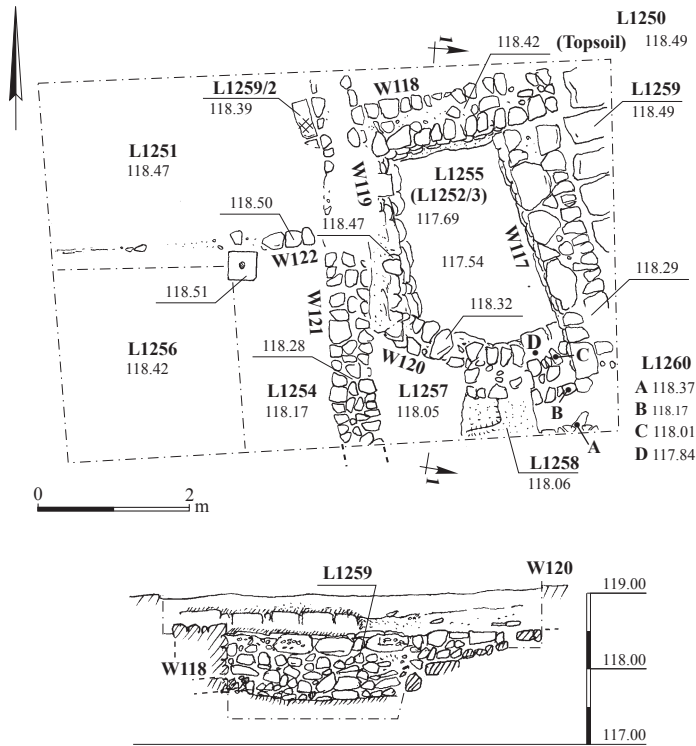 L1250
(Topsoil) 118.49
118.42
1
W118
L1259/2
118.39
L1259
118.49
L1251
118.47
L1255
(L1252/3)
117.69
W119
118.50
118.47
W117
117.54
W122
118.51
118.29
W121
118.32
L1256
118.42
118.28
W120
D
C
L1260
A 118.37
B 118.17
C 118.01
D 117.84
L1254
118.17
L1257
118.05
B
A
1
L1258
118.06
0 2
m
L1259
W120
119.00
W118
118.00
117.00